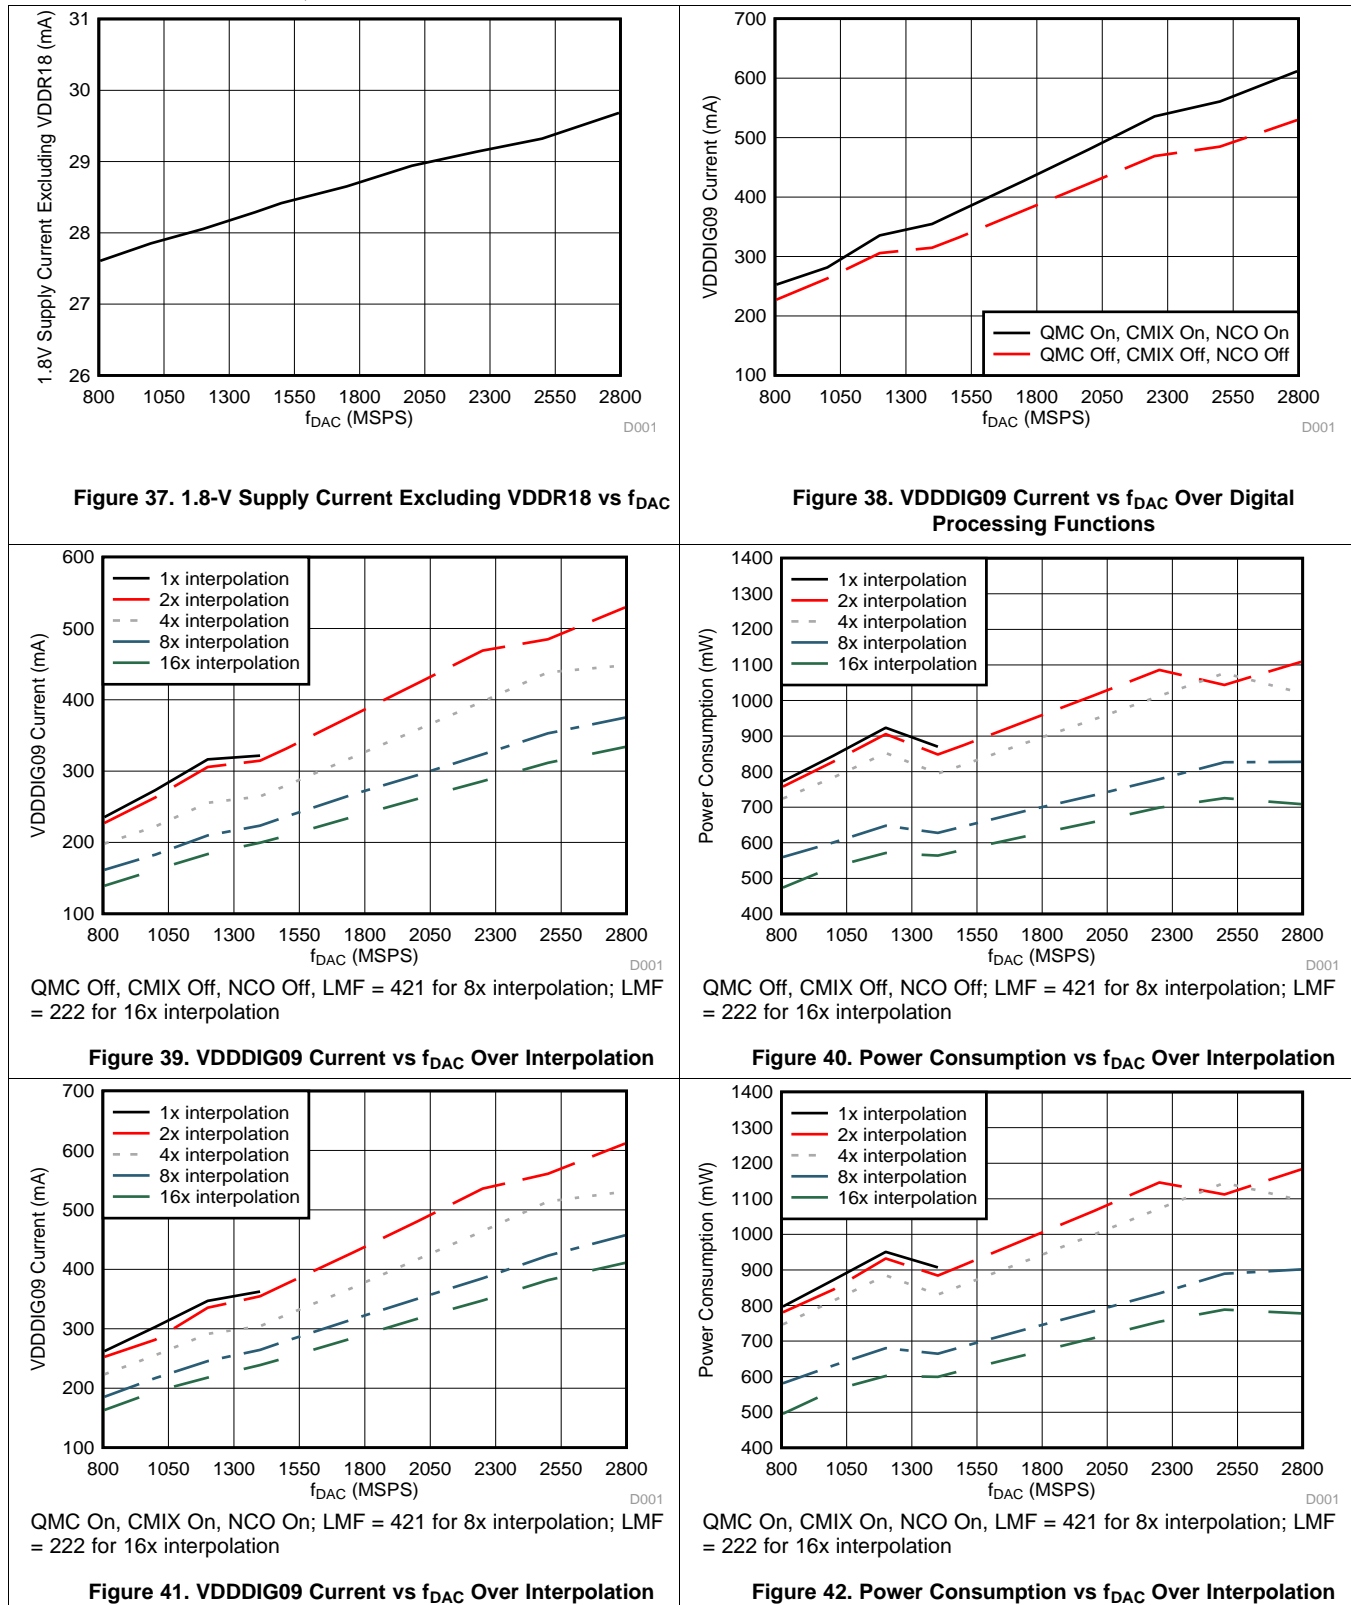 31
30
29
28
27
26
1.8V Supply Current Excluding VDDR18 (mA)
800 1050 1300 1550 1800 2050 2300 2550 2800
fDAC (MSPS)
D001
Figure 37. 1.8-V Supply Current Excluding VDDR18 vs fDAC
700
600
500
400
300
200
100
VDDDIG09 Current (mA)
QMC On, CMIX On, NCO On
QMC Off, CMIX Off, NCO Off
800 1050 1300 1550 1800 2050 2300 2550 2800
fDAC (MSPS)
D001
Figure 38. VDDDIG09 Current vs fDAC Over Digital
Processing Functions
600
500
400
300
200
100
VDDDIG09 Current (mA)
1x interpolation
2x interpolation
4x interpolation
8x interpolation
16x interpolation
800 1050 1300 1550 1800 2050 2300 2550 2800
fDAC (MSPS)
D001
QMC Off, CMIX Off, NCO Off, LMF = 421 for 8x interpolation; LMF
= 222 for 16x interpolation
Figure 39. VDDDIG09 Current vs fDAC Over Interpolation
1400
1300
1200
1100
1000
900
800
700
600
500
400
Power Consumption (mW)
1x interpolation
2x interpolation
4x interpolation
8x interpolation
16x interpolation
800 1050 1300 1550 1800 2050 2300 2550 2800
fDAC (MSPS)
D001
QMC Off, CMIX Off, NCO Off; LMF = 421 for 8x interpolation; LMF
= 222 for 16x interpolation
Figure 40. Power Consumption vs fDAC Over Interpolation
700
600
500
400
300
200
100
VDDDIG09 Current (mA)
1x interpolation
2x interpolation
4x interpolation
8x interpolation
16x interpolation
800 1050 1300 1550 1800 2050 2300 2550 2800
fDAC (MSPS)
D001
QMC On, CMIX On, NCO On; LMF = 421 for 8x interpolation; LMF
= 222 for 16x interpolation
Figure 41. VDDDIG09 Current vs fDAC Over Interpolation
1400
1300
1200
1100
1000
900
800
700
600
500
400
Power Consumption (mW)
1x interpolation
2x interpolation
4x interpolation
8x interpolation
16x interpolation
800 1050 1300 1550 1800 2050 2300 2550 2800
fDAC (MSPS)
D001
QMC On, CMIX On, NCO On, LMF = 421 for 8x interpolation; LMF
= 222 for 16x interpolation
Figure 42. Power Consumption vs fDAC Over Interpolation